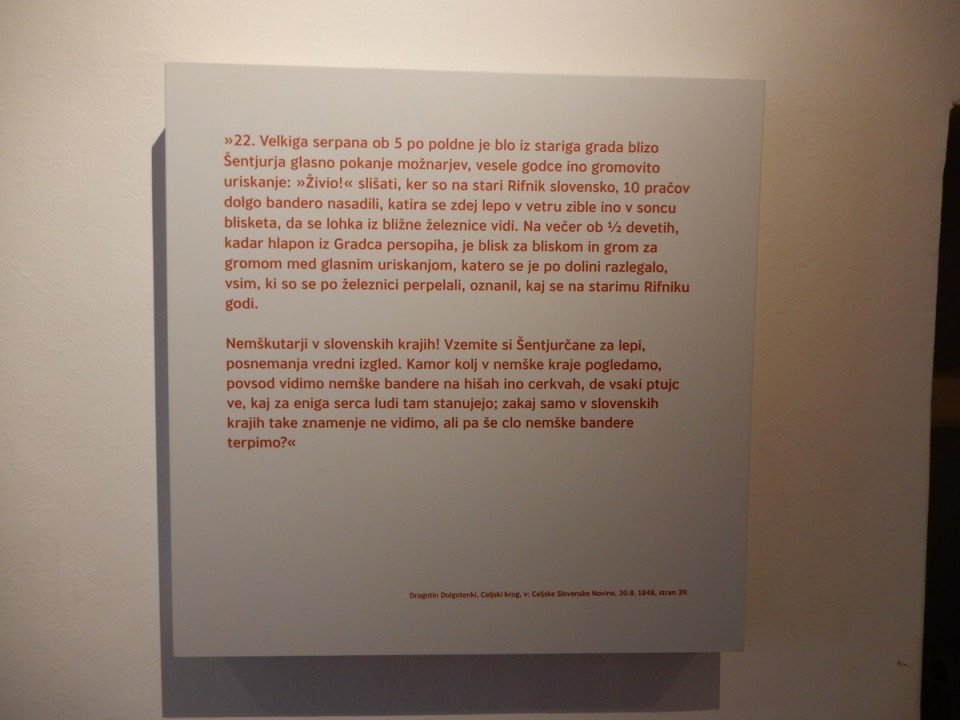 »22. Velkiga serpana ob 5 po poldne je blo iz stariga grada blizo
Šentjurja glasno pokanje možnarjev, vesele godce ino gromovito
uriskanje: »Živio!« slišati, ker so na stari Rifnik slovensko, 10 pračov
dolgo bandero nasadili, katira se zdej lepo v vetru zible ino v soncu
blisketa, da se lohka iz bližne železnice vidi. Na večer ob ½ devetih,
kadar hlapon iz Gradca persopiha, je blisk za bliskom in grom za
gromom med glasnim uriskanjom, katero se je po dolini razlegalo,
vsim, ki so se po železnici perpelali, oznanil, kaj se na starimu Rifniku
godi.
Nemškutarji v slovenskih krajih! Vzemite si Šentjurčane za lepi,
posnemanja vredni izgled. Kamor kolj v nemške kraje pogledamo,
povsod vidimo nemške bandere na hišah ino cerkvah, de vsaki ptujc
ve, kaj za eniga serca ludi tam stanujejo; zakaj samo v slovenskih
krajih take znamenje ne vidimo, ali pa še clo nemške bandere
terpimo?«
Dragotin Dolgotenki, Celjski krog, v: Celjske Slovenske Novine, 30.8. 1848, stran 39.